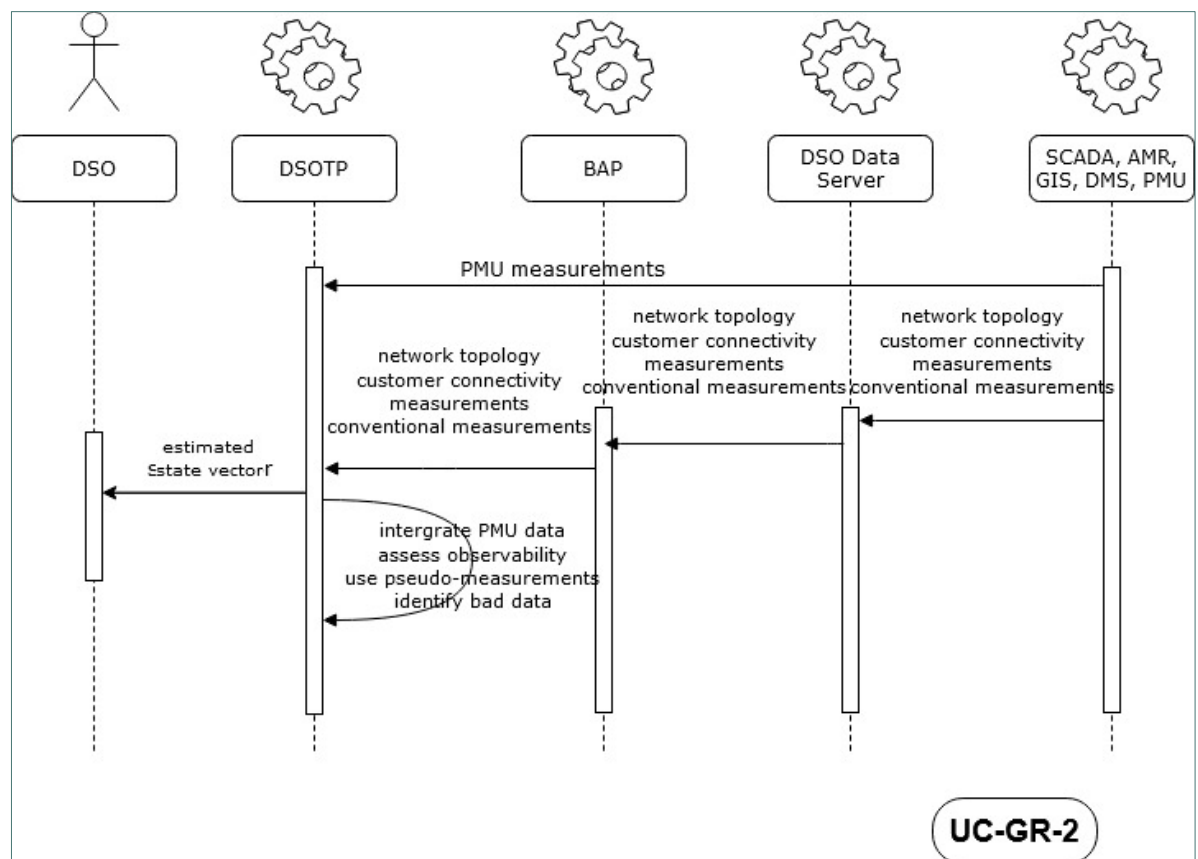 DSO
DSOTP
BAP
DSO Data
Server
SCADA, AMR,
GIS, DMS, PMU
PMU measurements
network topology
customer connectivity
measurements
conventional measurements
network topology
customer connectivity
measurements
conventional measurements
network topology
customer connectivity
measurements
conventional measurements
estimated
Sstate vectorr
intergrate PMU data
assess observability
use pseudo-measurements
identify bad data
UC-GR-2